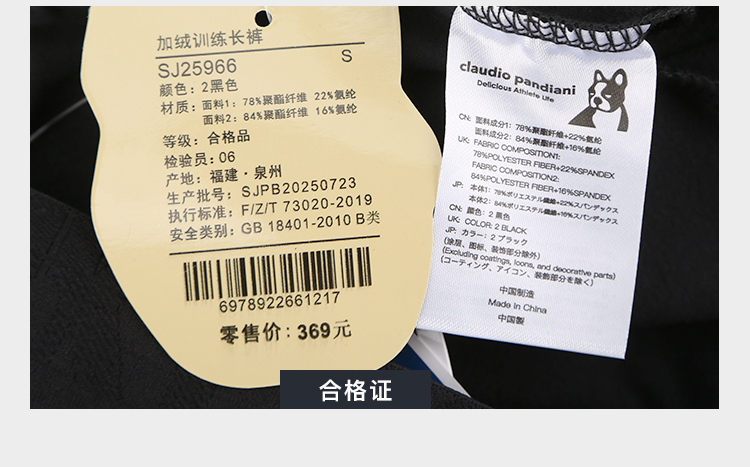 加绒训练长裤
SJ25966
S
颜色: 2黑色
材质: 面料1: 78%聚酯纤维 22%氨纶
面料2: 84%聚酯纤维 16%氨纶
等级: 合格品
检验员: 06
产地: 福建·泉州
生产批号: SJPB20250723
执行标准: F/Z/T 73020-2019
安全类别: GB 18401-2010 B类
6978922661217
零售价: 369元
claudio pandiani
Delicious Athlete Life
CN: 面料成分1: 78%聚酯纤维+22%氨纶
面料成分2: 84%聚酯纤维+16%氨纶
UK: FABRIC COMPOSITION1:
78%POLYESTER FIBER+22%SPANDEX
FABRIC COMPOSITION2:
84%POLYESTER FIBER+16%SPANDEX
JP: 本体1: 78%ポリエステル繊維+22%スパンデックス
本体2: 84%ポリエステル繊維+16%スパンデックス
CN: 颜色: 2 黑色
UK: COLOR: 2 BLACK
JP: カラー: 2 ブラック
(涂层、图标、装饰部分除外)
(Excluding coatings, icons, and decorative parts)
(コーティング、アイコン、装飾部分を除く)
中国制造
Made in China
中国製
合格证